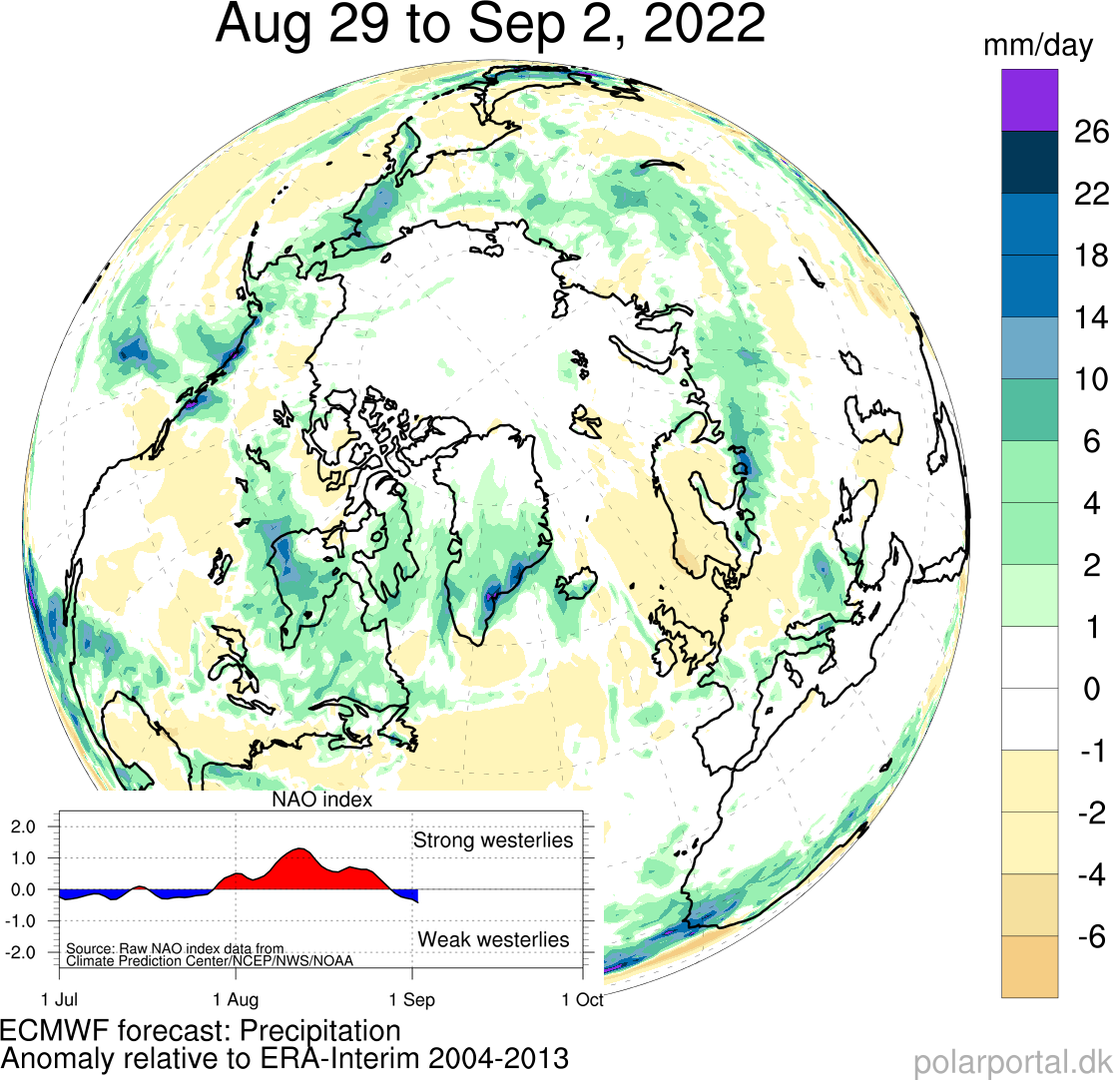 Aug 29 to Sep 2, 2022
mm/day
26
22
18
14
10
6
4
2
1
0
-1
-2
-4
-6
NAO index
2.0
1.0
0.0
-1.0
-2.0
Strong westerlies
Weak westerlies
Source: Raw NAO index data from
Climate Prediction Center/NCEP/NWS/NOAA
1 Jul
1 Aug
1 Sep
1 Oct
ECMWF forecast: Precipitation
Anomaly relative to ERA-Interim 2004-2013
polarportal.dk